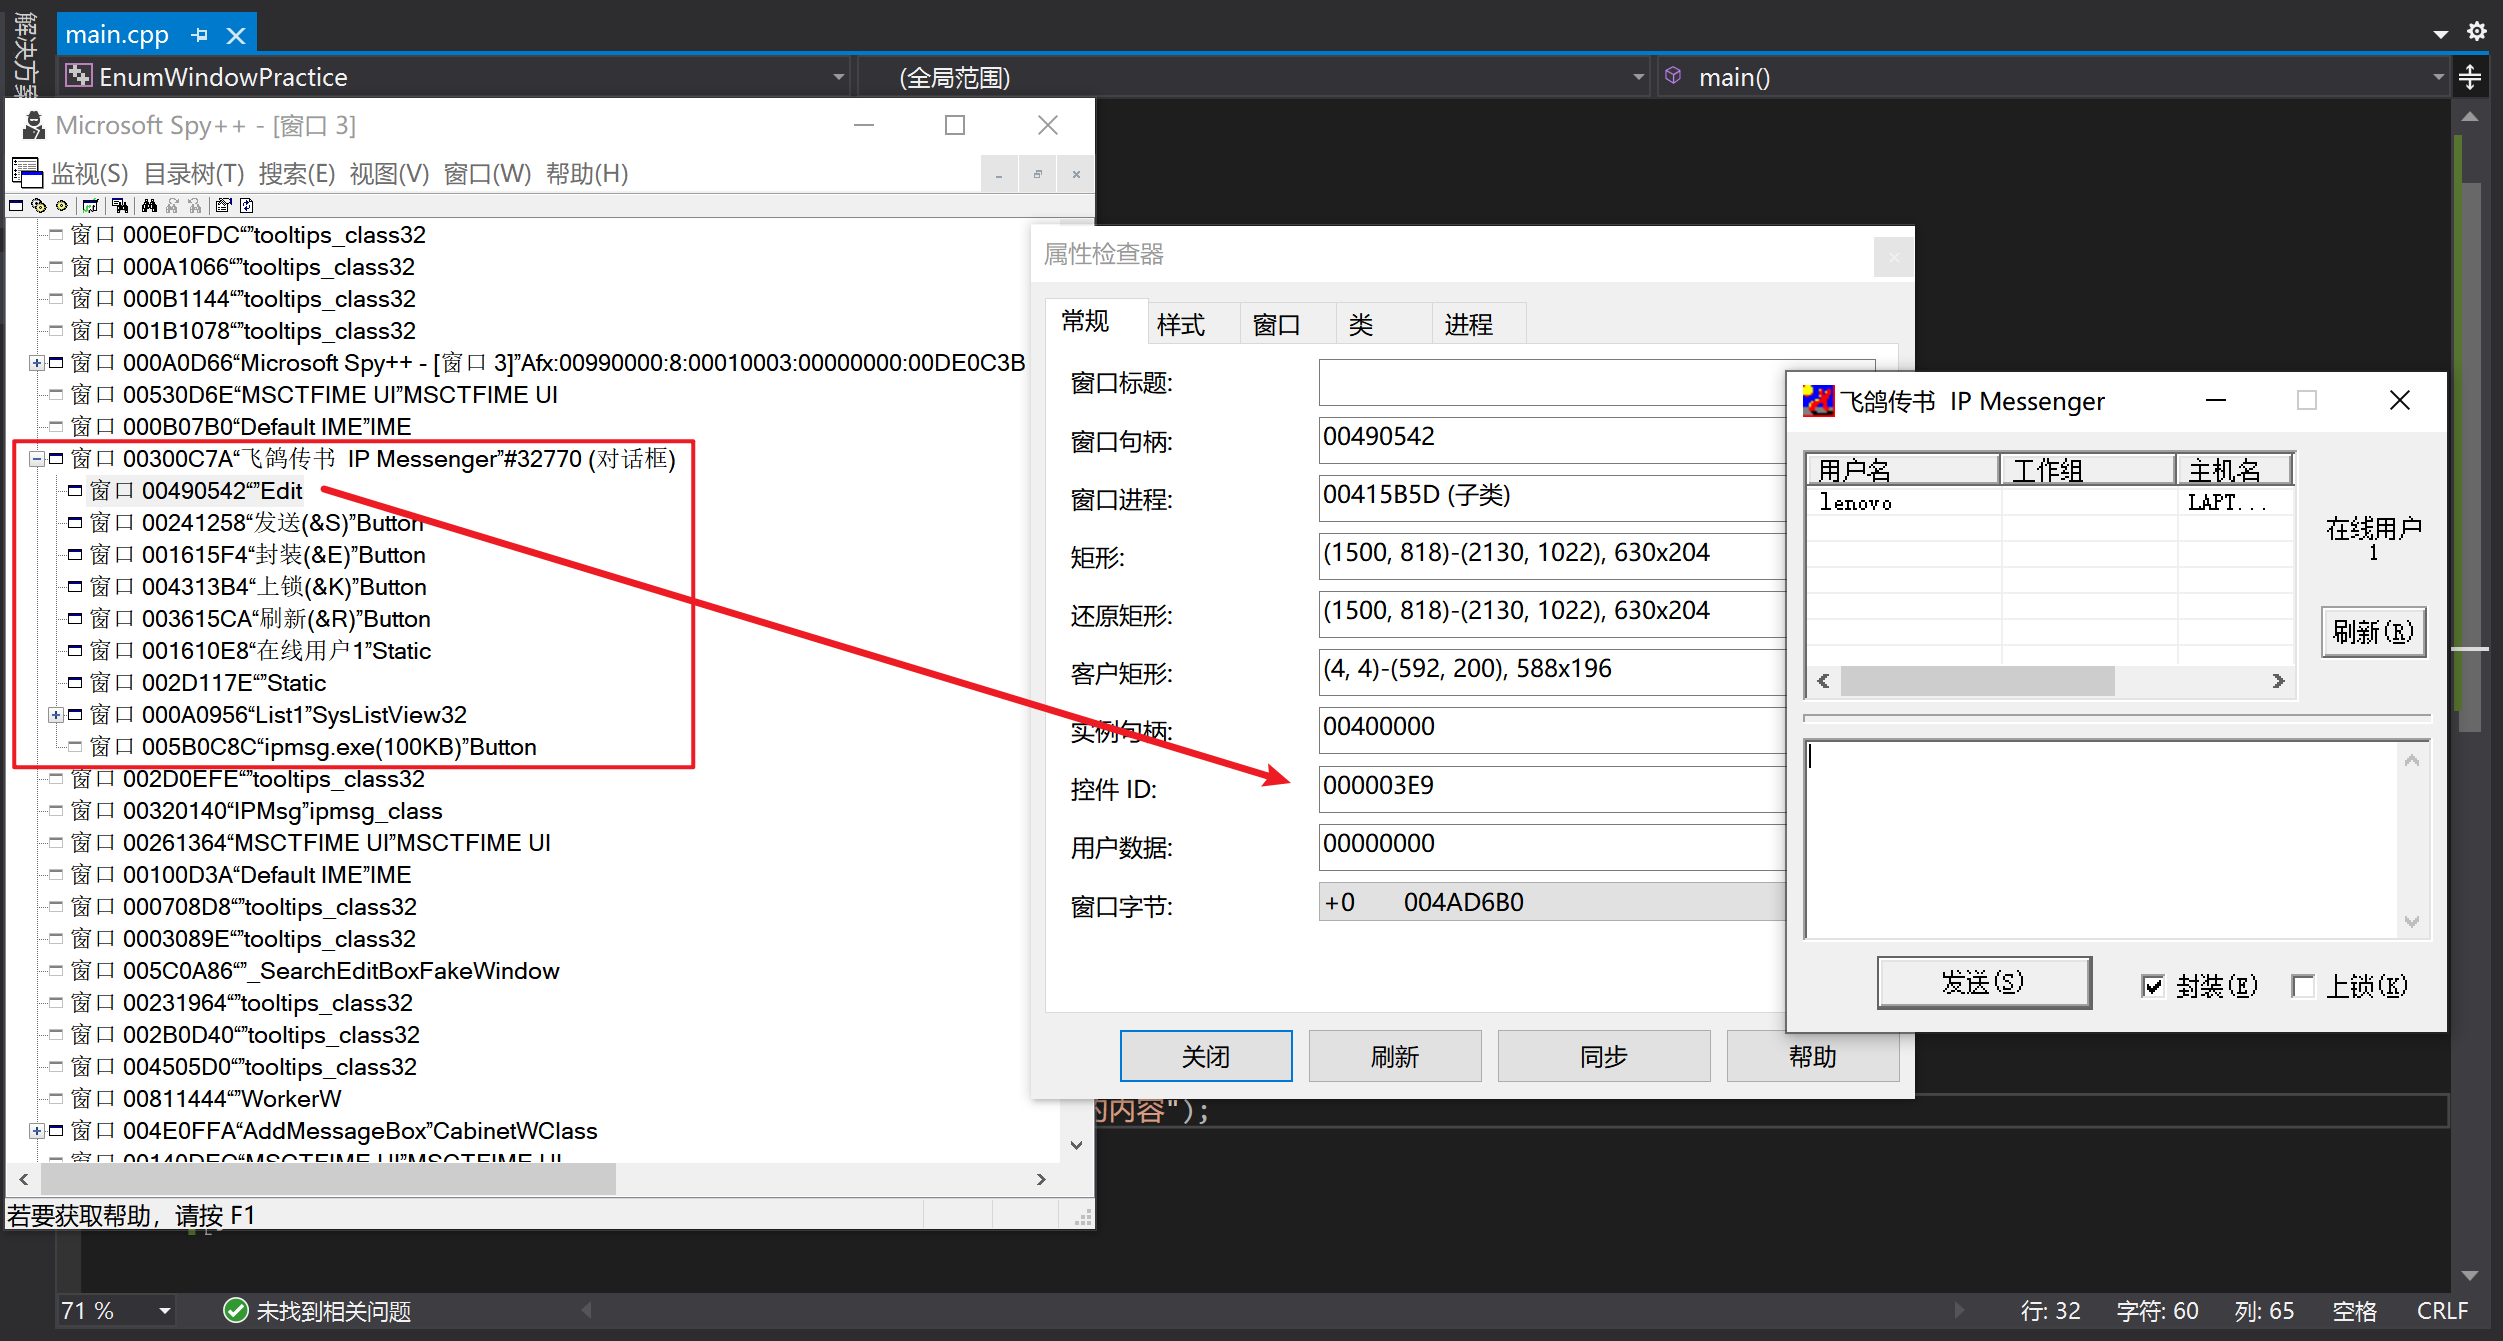 解决方案
main.cpp
EnumWindowPractice
(全局范围)
main()
Microsoft Spy++ - [窗口 3]
监视(S) 目录树(T) 搜索(E) 视图(V) 窗口(W) 帮助(H)
窗口 000E0FDC“”tooltips_class32
窗口 000A1066“”tooltips_class32
窗口 000B1144“”tooltips_class32
窗口 001B1078“”tooltips_class32
窗口 000A0D66“Microsoft Spy++ - [窗口 3]”Afx:00990000:8:00010003:00000000:00DE0C3B
窗口 00530D6E“MSCTFIME UI”MSCTFIME UI
窗口 000B07B0“Default IME”IME
窗口 00300C7A“飞鸽传书  IP Messenger”#32770 (对话框)
窗口 00490542“”Edit
窗口 00241258“发送(&S)”Button
窗口 001615F4“封装(&E)”Button
窗口 004313B4“上锁(&K)”Button
窗口 003615CA“刷新(&R)”Button
窗口 001610E8“在线用户1”Static
窗口 002D117E“”Static
窗口 000A0956“List1”SysListView32
窗口 005B0C8C“ipmsg.exe(100KB)”Button
窗口 002D0EFE“”tooltips_class32
窗口 00320140“IPMsg”ipmsg_class
窗口 00261364“MSCTFIME UI”MSCTFIME UI
窗口 00100D3A“Default IME”IME
窗口 000708D8“”tooltips_class32
窗口 0003089E“”tooltips_class32
窗口 005C0A86“”_SearchEditBoxFakeWindow
窗口 00231964“”tooltips_class32
窗口 002B0D40“”tooltips_class32
窗口 004505D0“”tooltips_class32
窗口 00811444“”WorkerW
窗口 004E0FFA“AddMessageBox”CabinetWClass
窗口 00140DEC“MSCTFIME UI”MSCTFIME UI
若要获取帮助，请按 F1
属性检查器
常规 样式 窗口 类 进程
窗口标题:
窗口句柄: 00490542
窗口进程: 00415B5D (子类)
矩形: (1500, 818)-(2130, 1022), 630x204
还原矩形: (1500, 818)-(2130, 1022), 630x204
客户矩形: (4, 4)-(592, 200), 588x196
实例句柄: 00400000
控件 ID: 000003E9
用户数据: 00000000
窗口字节: +0 004AD6B0
关闭 刷新 同步 帮助
飞鸽传书  IP Messenger
用户名 工作组 主机名
lenovo LAPT...
在线用户
1
刷新(R)
发送(S) 封装(E) 上锁(K)
的内容");
71 % 未找到相关问题 行: 32 字符: 60 列: 65 空格 CRLF